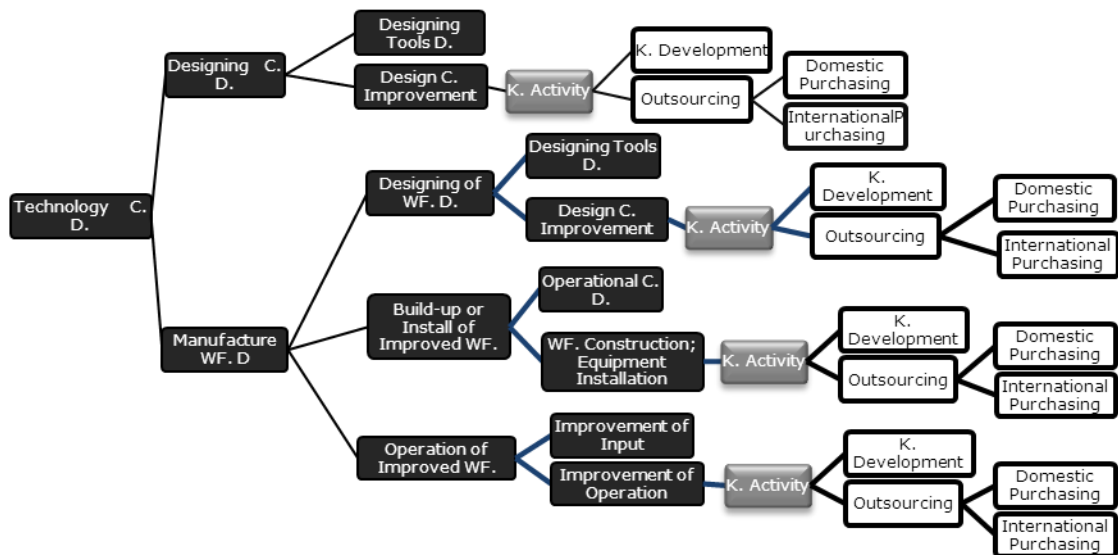 Designing
Tools D.
Designing C.
D.
Design C.
Improvement
K. Activity
K. Development
Outsourcing
Domestic
Purchasing
InternationalP
urchasing
Technology C.
D.
Manufacture
WF. D
Designing of
WF. D.
Designing Tools
D.
Design C.
Improvement
K. Activity
K.
Development
Outsourcing
Domestic
Purchasing
International
Purchasing
Build-up or
Install of
Improved WF.
Operational C.
D.
WF. Construction;
Equipment
Installation
K. Activity
K.
Development
Outsourcing
Domestic
Purchasing
International
Purchasing
Operation of
Improved WF.
Improvement of
Input
Improvement of
Operation
K. Activity
K.
Development
Outsourcing
Domestic
Purchasing
International
Purchasing